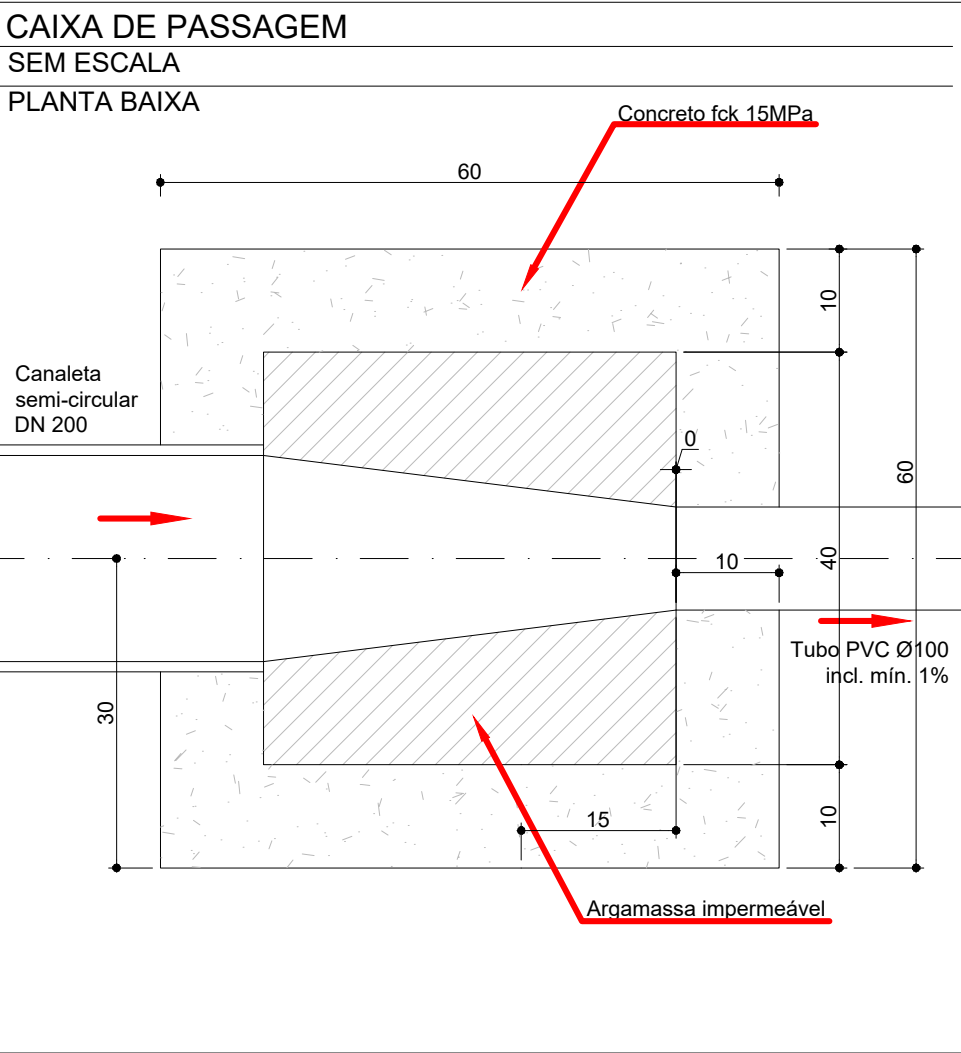 CAIXA DE PASSAGEM
SEM ESCALA
PLANTA BAIXA
Concreto fck 15MPa
60
10
Canaleta
semi-circular
DN 200
0
60
10
40
Tubo PVC Ø100
incl. mín. 1%
30
15
10
Argamassa impermeável